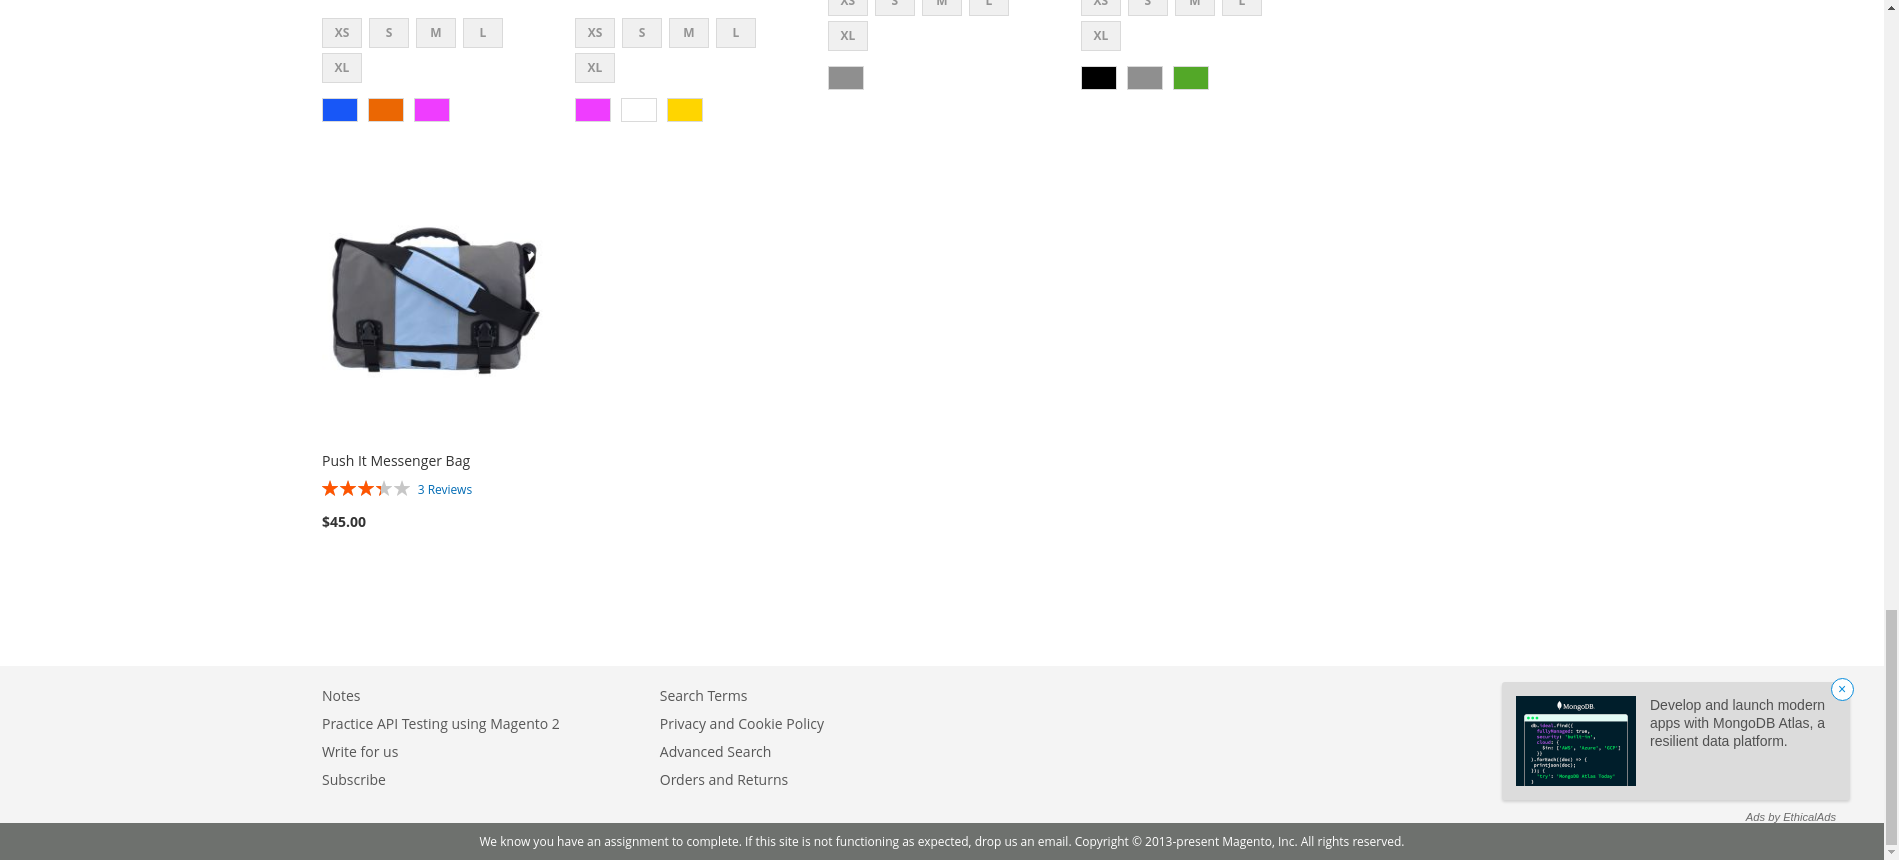 XS S M L
XS S M L
XS S M L
XS S M L
XL
XL
XL
XL
Push It Messenger Bag
3 Reviews
$45.00
Notes
Practice API Testing using Magento 2
Write for us
Subscribe
Search Terms
Privacy and Cookie Policy
Advanced Search
Orders and Returns
MongoDB
Develop and launch modern
apps with MongoDB Atlas, a
resilient data platform.
Ads by EthicalAds
We know you have an assignment to complete. If this site is not functioning as expected, drop us an email. Copyright © 2013-present Magento, Inc. All rights reserved.